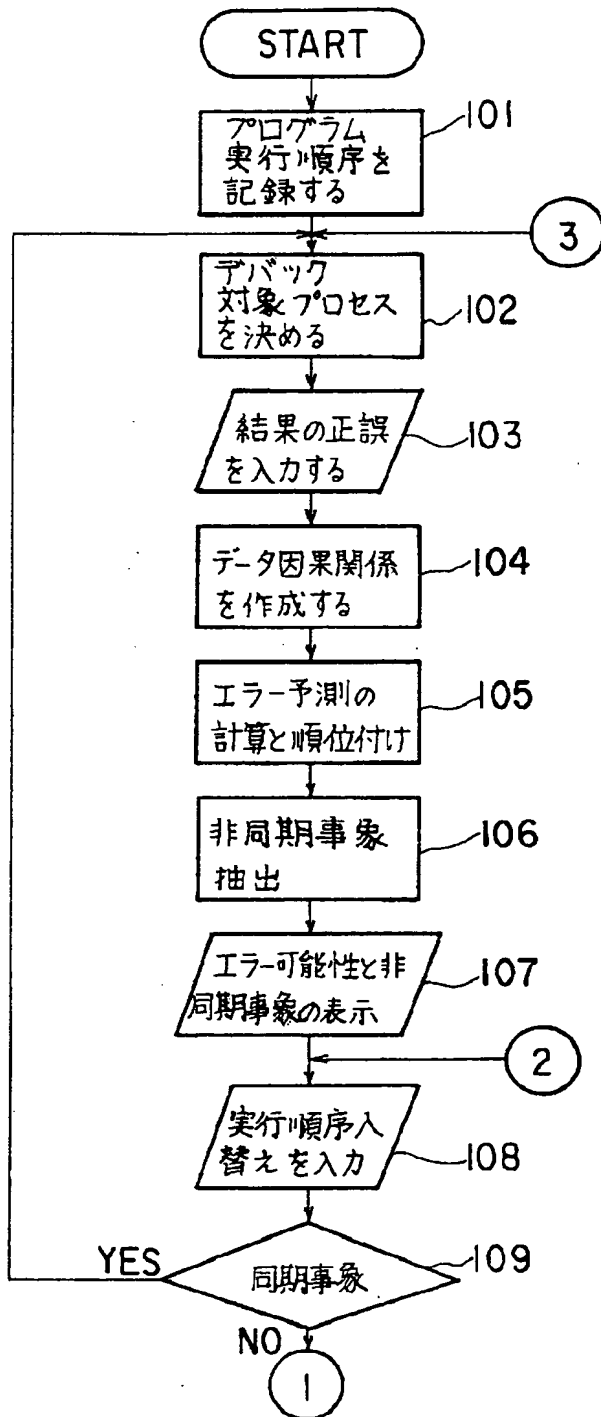 START
プログラム
実行順序を
記録する
101
3
デバック
対象プロセス
を決める
102
結果の正誤
を入力する
103
データ因果関係
を作成する
104
エラー予測の
計算と順位付け
105
非同期事象
抽出
106
エラー可能性と非
同期事象の表示
107
2
実行順序入
替えを入力
108
YES
同期事象
109
NO
1